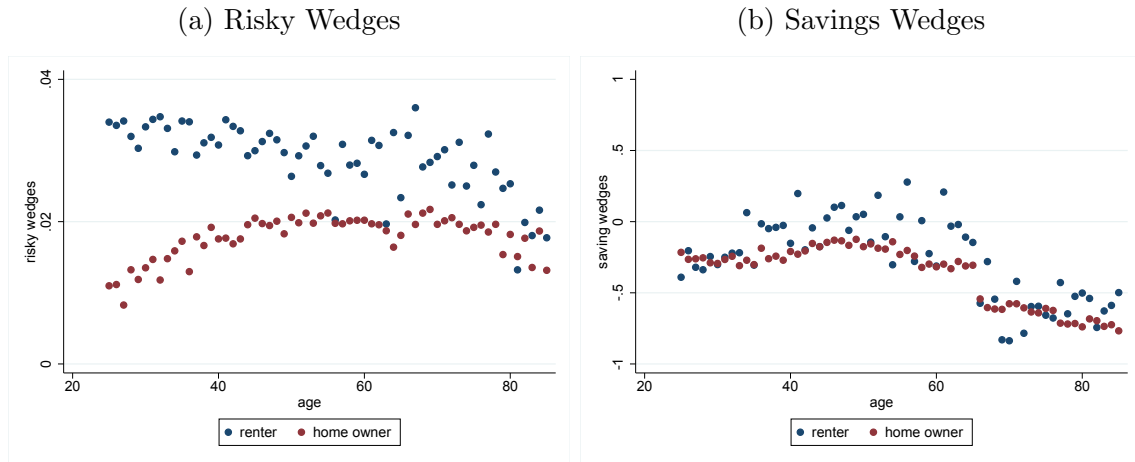 (a) Risky Wedges
.04
.02
0
risky wedges
20
40
60
80
age
renter
home owner
(b) Savings Wedges
1
.5
0
-.5
-1
saving wedges
20
40
60
80
age
renter
home owner